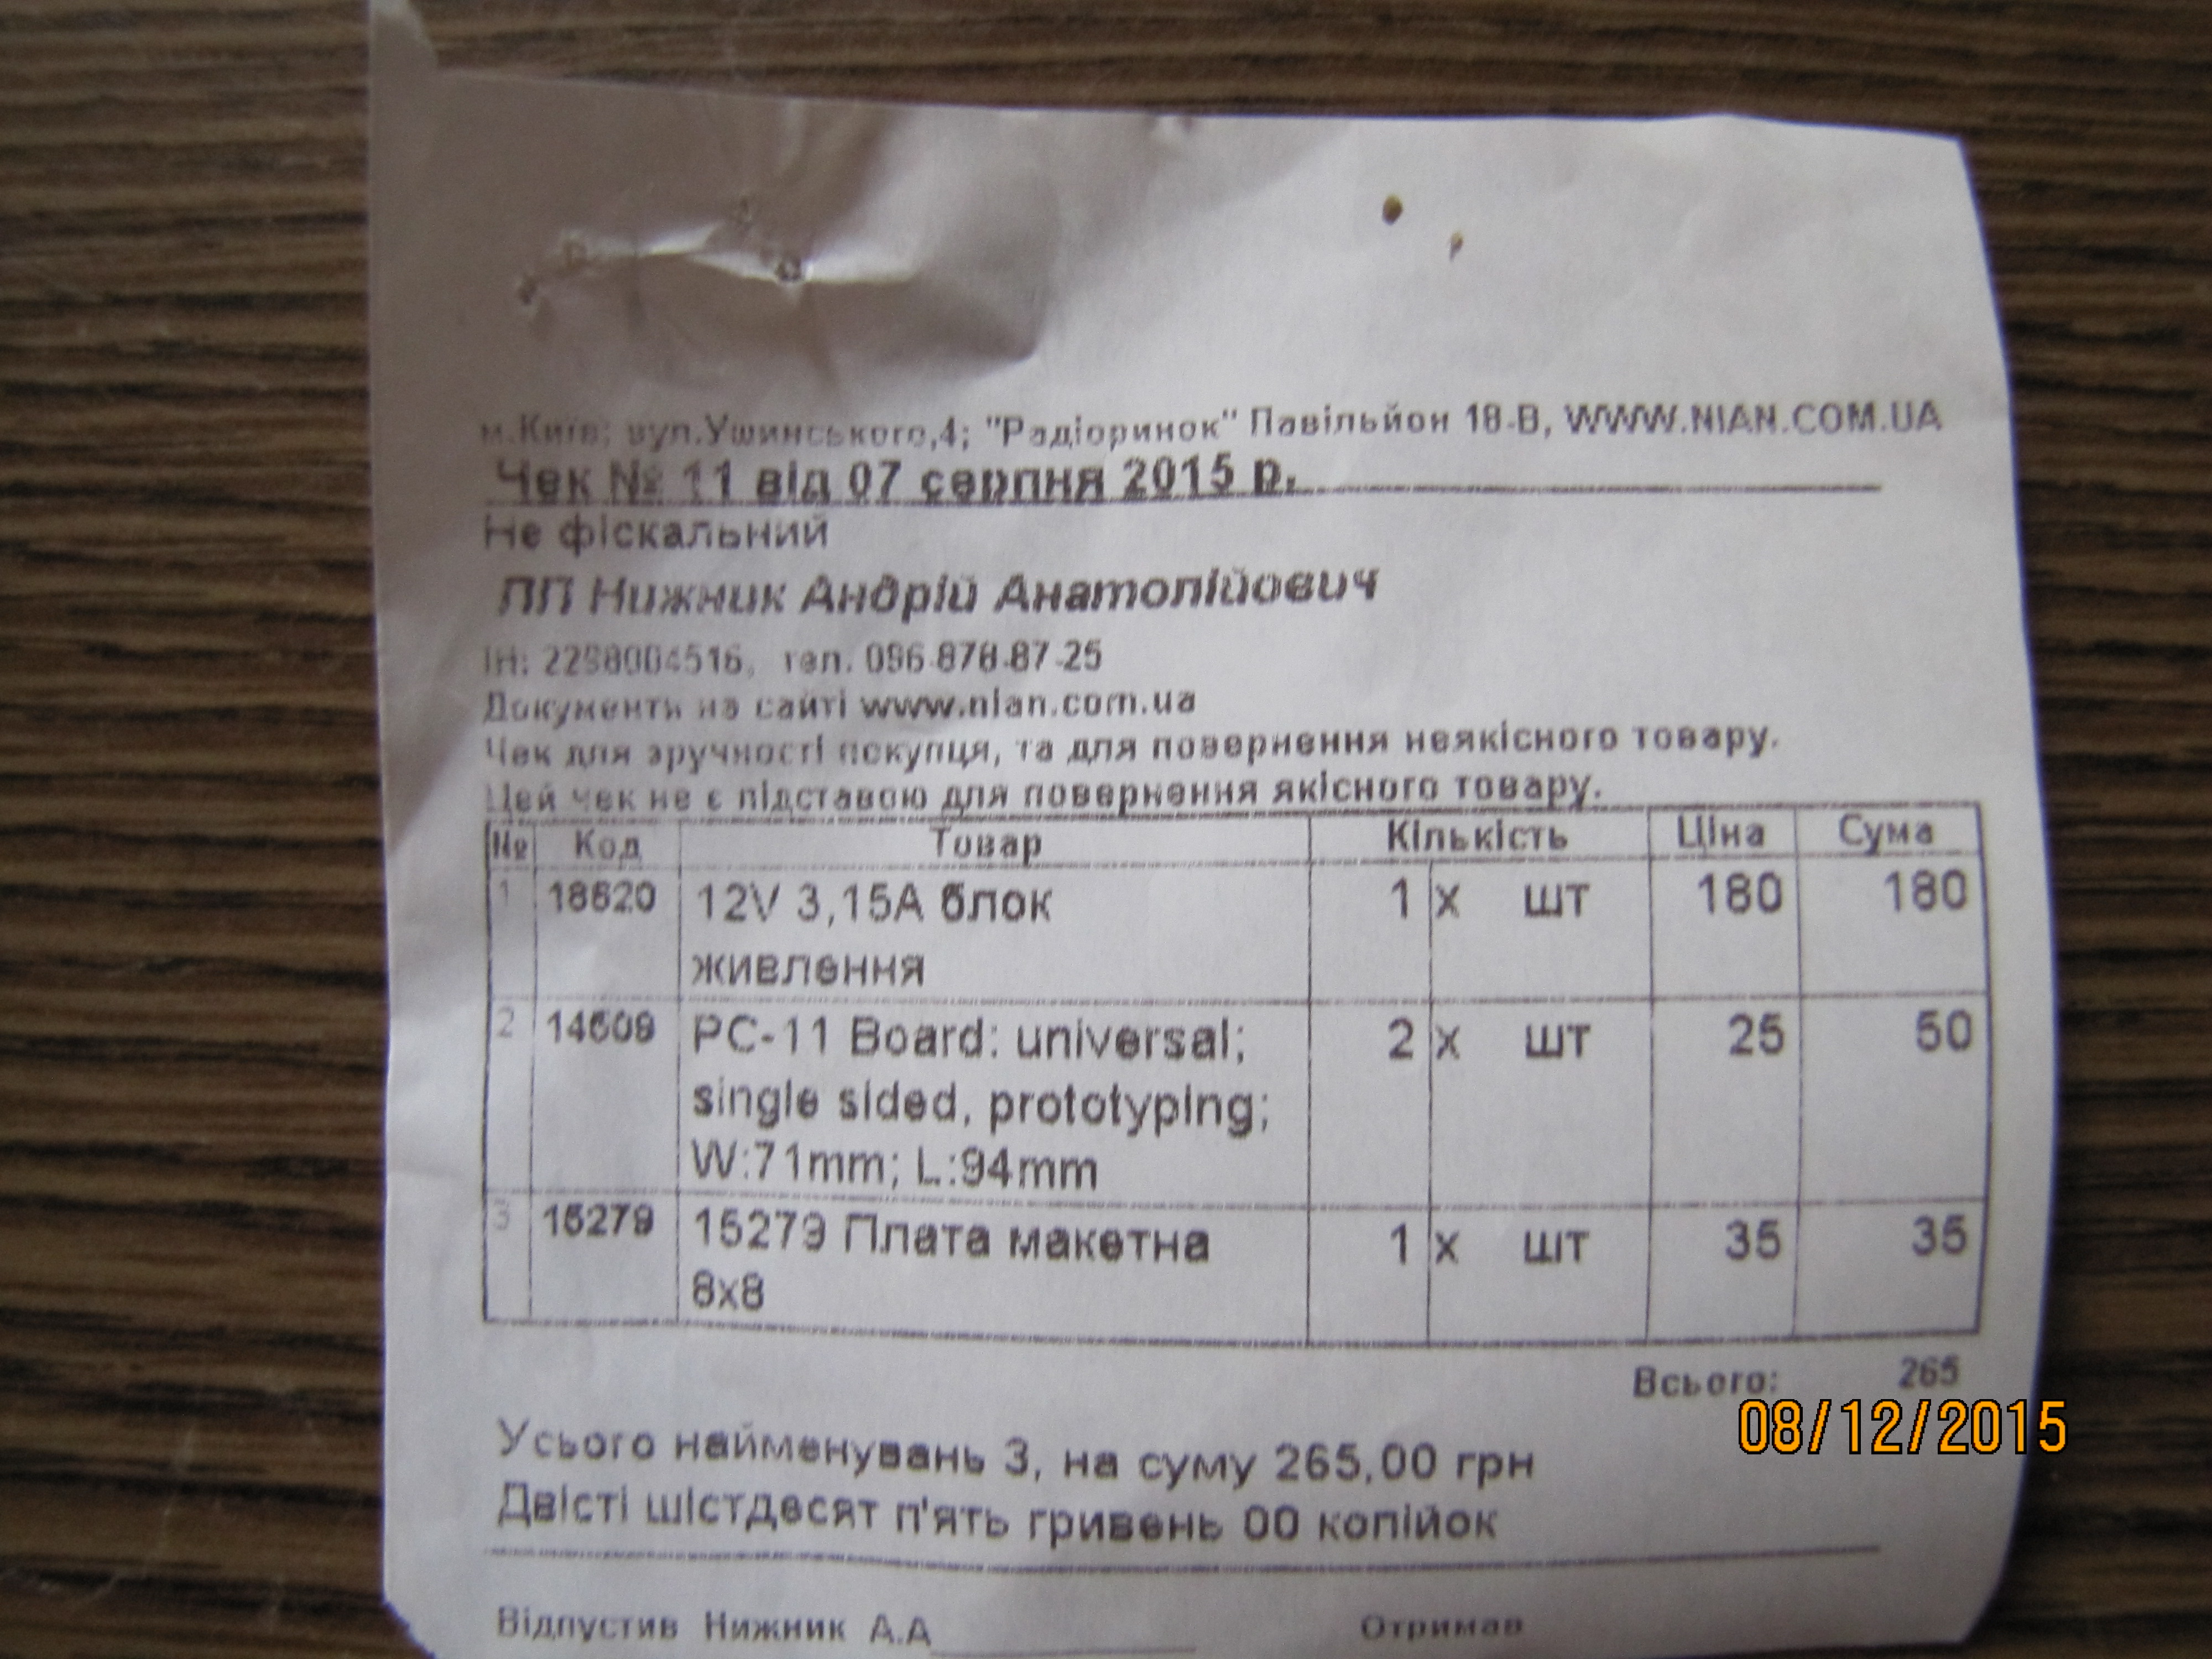 м.Київ; вул.Ушинського,4; "Радіоринок" Павільйон 18-В, WWW.NIAN.COM.UA
Чек № 11 від 07 серпня 2015 р.
Не фіскальний
ПП Нижник Андрій Анатолійович
ІН: 2298004516, тел. 096-878-87-25
Документи на сайті www.nian.com.ua
Чек для зручності покупця, та для повернення неякісного товару.
Цей чек не є підставою для повернення якісного товару.
№ Код Товар Кількість Ціна Сума
1 18620 12V 3,15A блок 1 x шт 180 180
живлення
2 14609 PC-11 Board: universal; 2 x шт 25 50
single sided, prototyping;
W:71mm; L:94mm
3 15279 15279 Плата макетна 1 x шт 35 35
8x8
Всього: 265
08/12/2015
Усього найменувань 3, на суму 265,00 грн
Двісті шістдесят п'ять гривень 00 копійок
Відпустив Нижник А.А Отримав